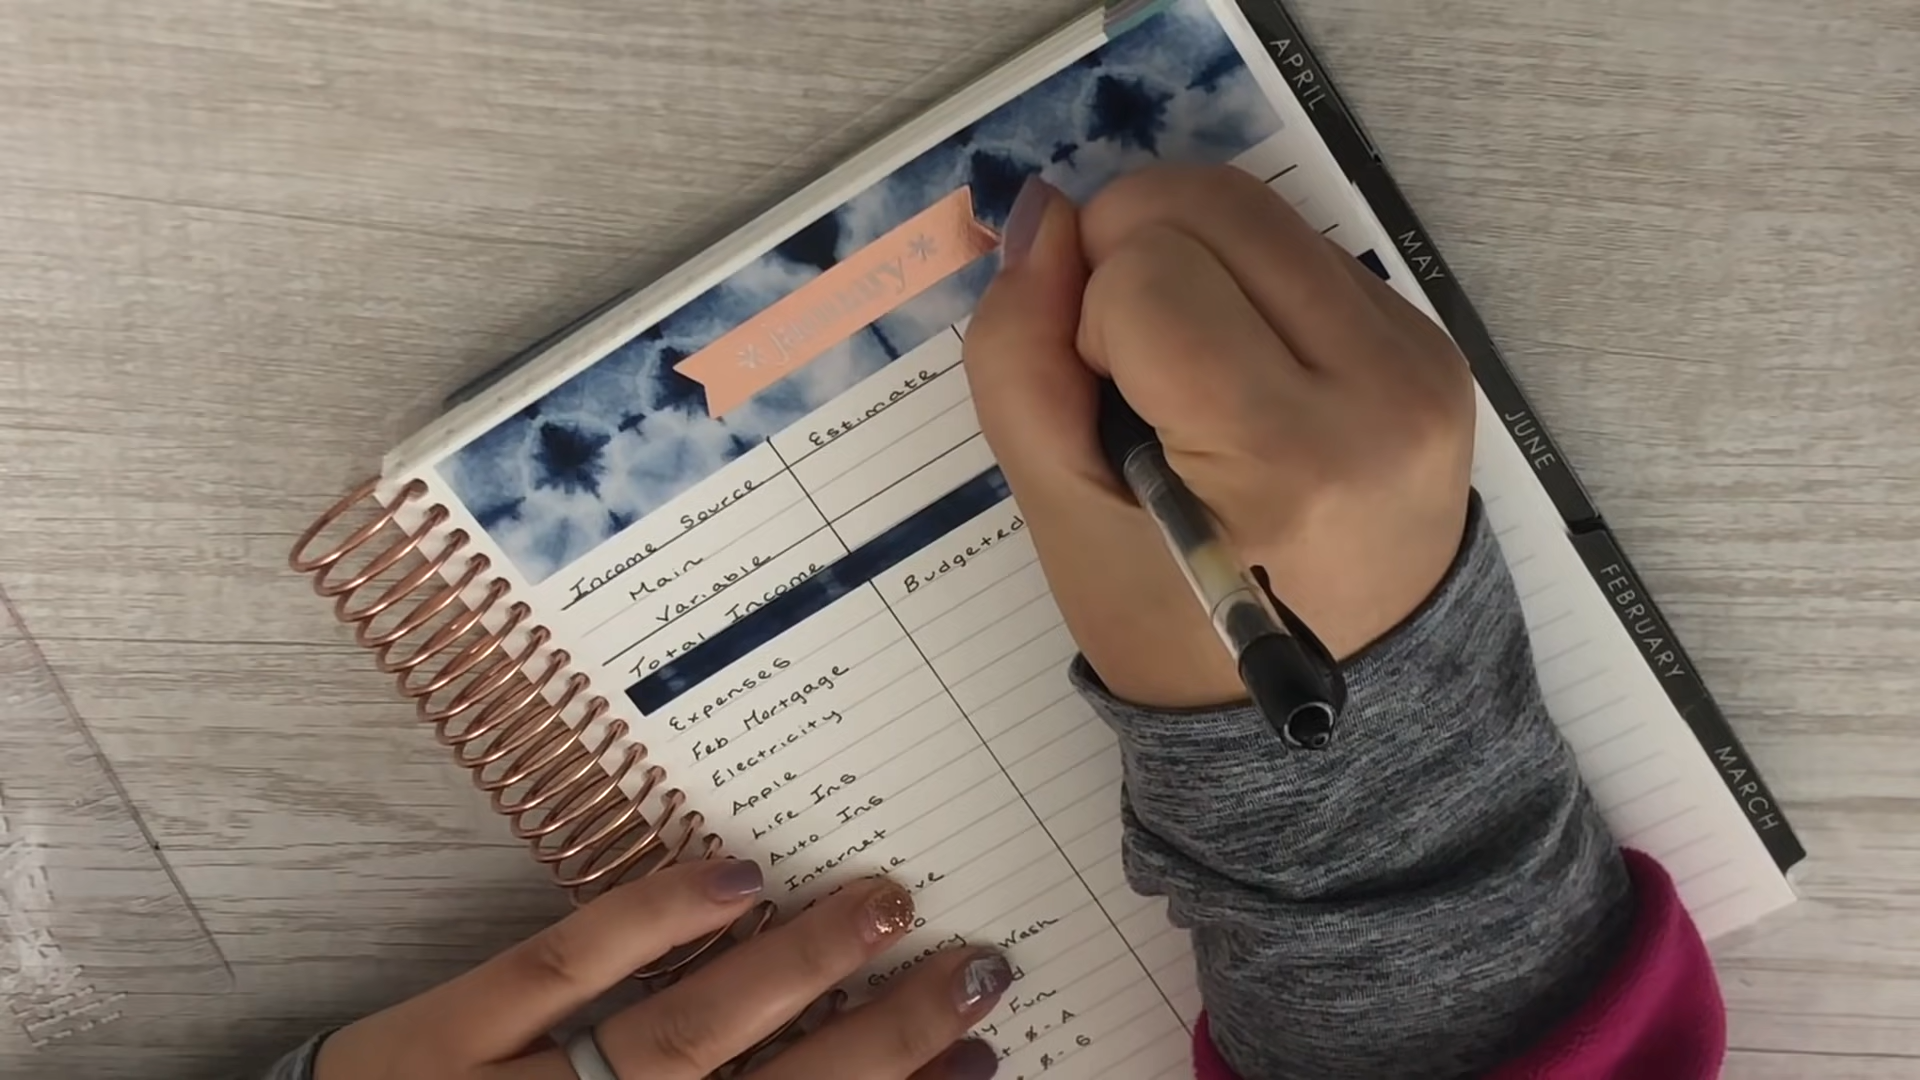 *January*
Income Source
Estimate
Main
Variable
Total Income
Expenses
Budgeted
Feb Mortgage
Electricity
Apple
Life Ins
Auto Ins
Internet
Grocery
Wash
$-A
$-G
APRIL
MAY
JUNE
FEBRUARY
MARCH